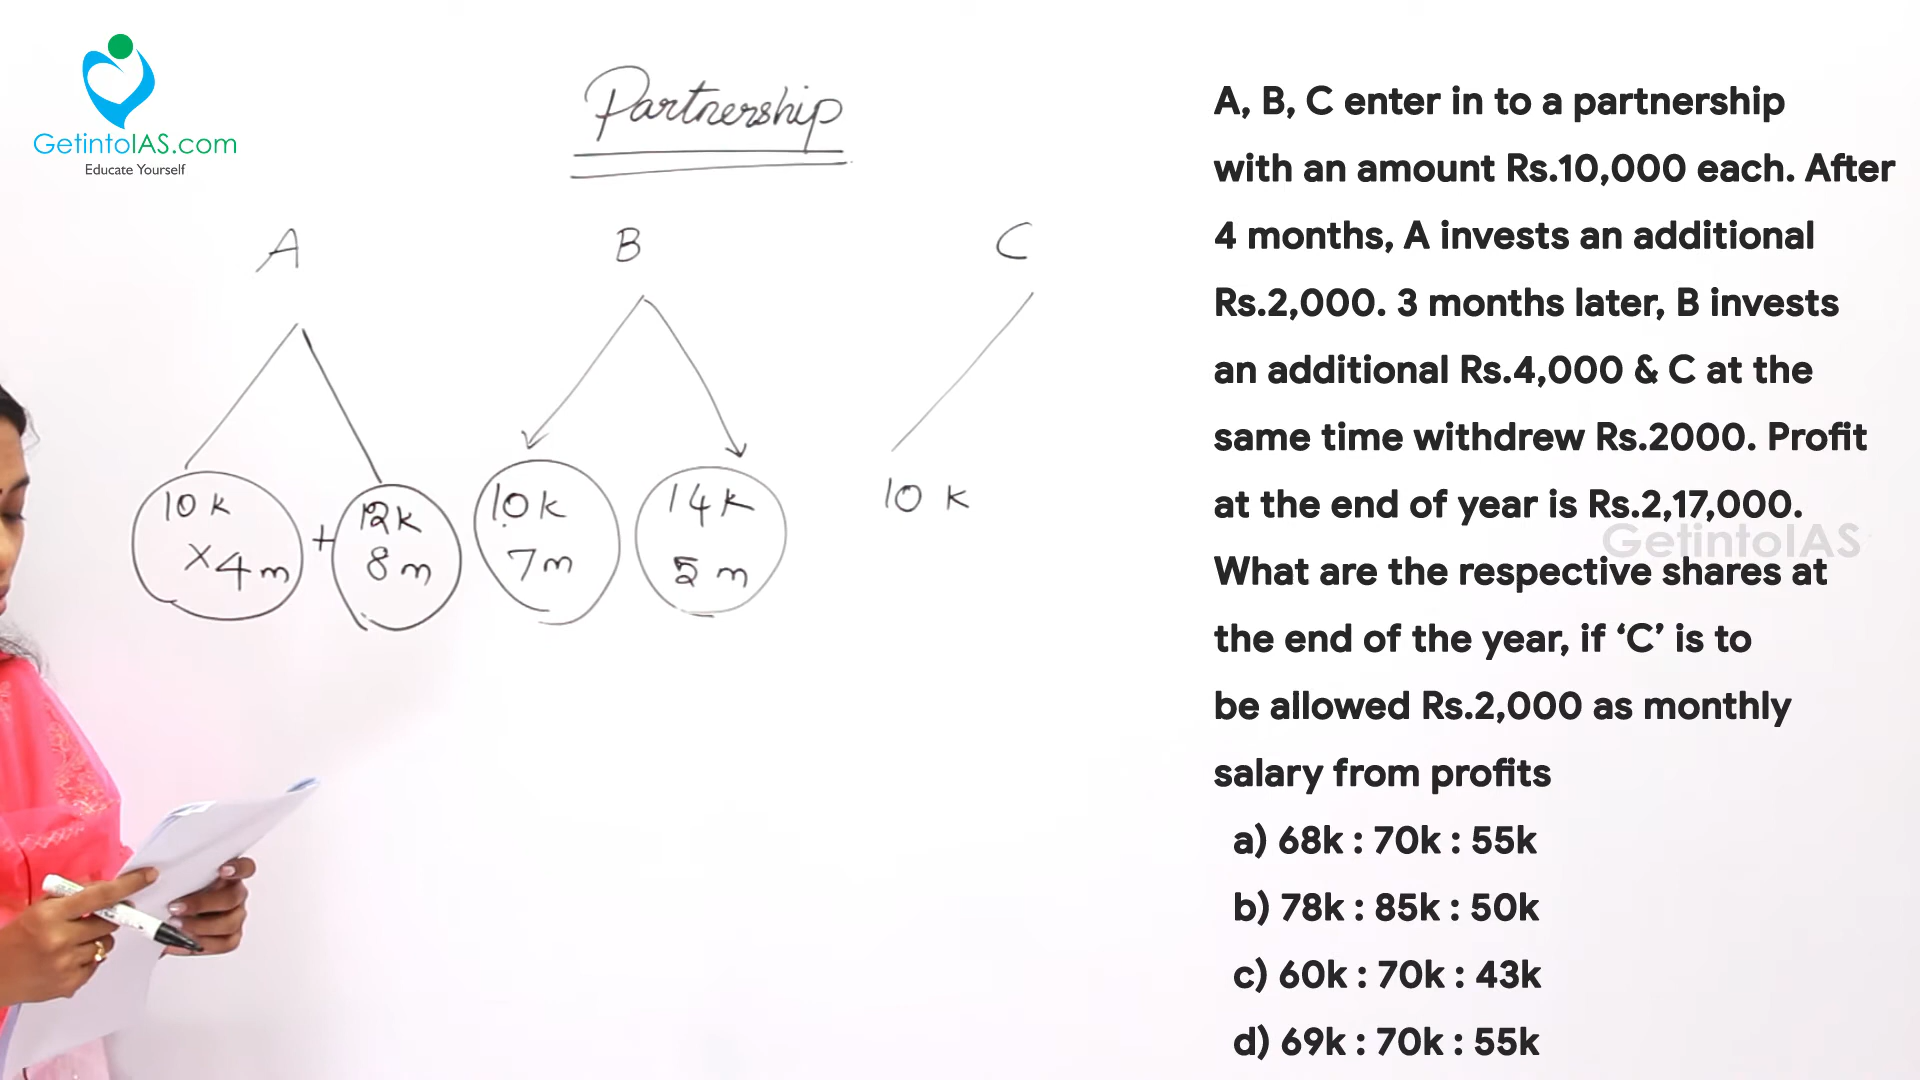 GetintoIAS.com
Educate Yourself
Partnership
A B C
10k 12k 10k 14k 10 k
×4m + 8m 7m 5 m
A, B, C enter in to a partnership
with an amount Rs.10,000 each. After
4 months, A invests an additional
Rs.2,000. 3 months later, B invests
an additional Rs.4,000 & C at the
same time withdrew Rs.2000. Profit
at the end of year is Rs.2,17,000.
GetintoIAS
What are the respective shares at
the end of the year, if ‘C’ is to
be allowed Rs.2,000 as monthly
salary from profits
a) 68k : 70k : 55k
b) 78k : 85k : 50k
c) 60k : 70k : 43k
d) 69k : 70k : 55k